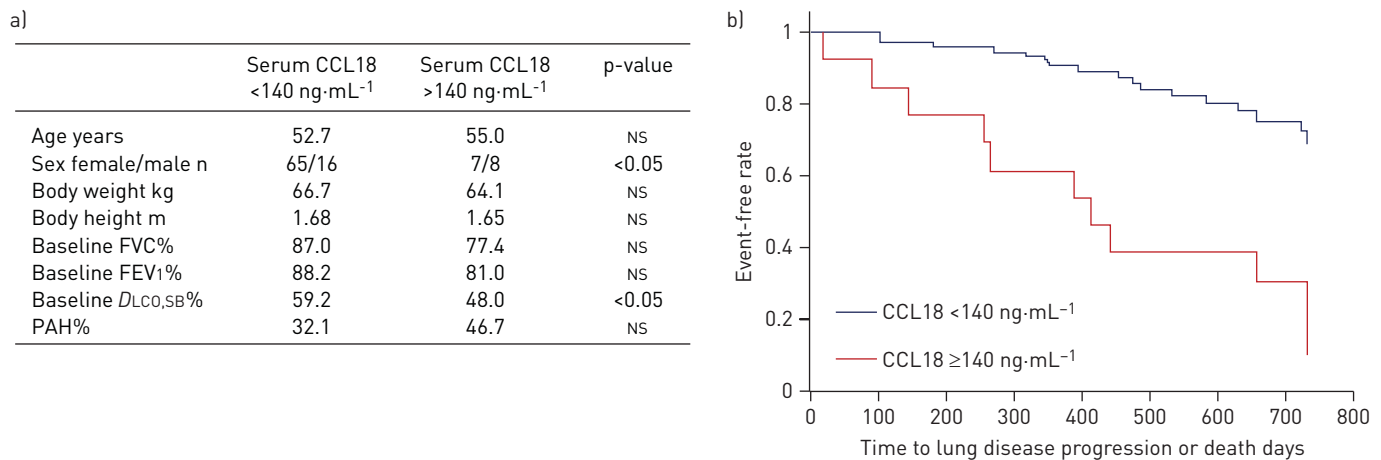 a)
Serum CCL18 <140 ng·mL⁻¹ Serum CCL18 >140 ng·mL⁻¹ p-value
Age years 52.7 55.0 NS
Sex female/male n 65/16 7/8 <0.05
Body weight kg 66.7 64.1 NS
Body height m 1.68 1.65 NS
Baseline FVC% 87.0 77.4 NS
Baseline FEV1% 88.2 81.0 NS
Baseline DLCO,SB% 59.2 48.0 <0.05
PAH% 32.1 46.7 NS
b)
Event-free rate
1
0.8
0.6
0.4
0.2
0
CCL18 <140 ng·mL⁻¹
CCL18 ≥140 ng·mL⁻¹
0 100 200 300 400 500 600 700 800
Time to lung disease progression or death days